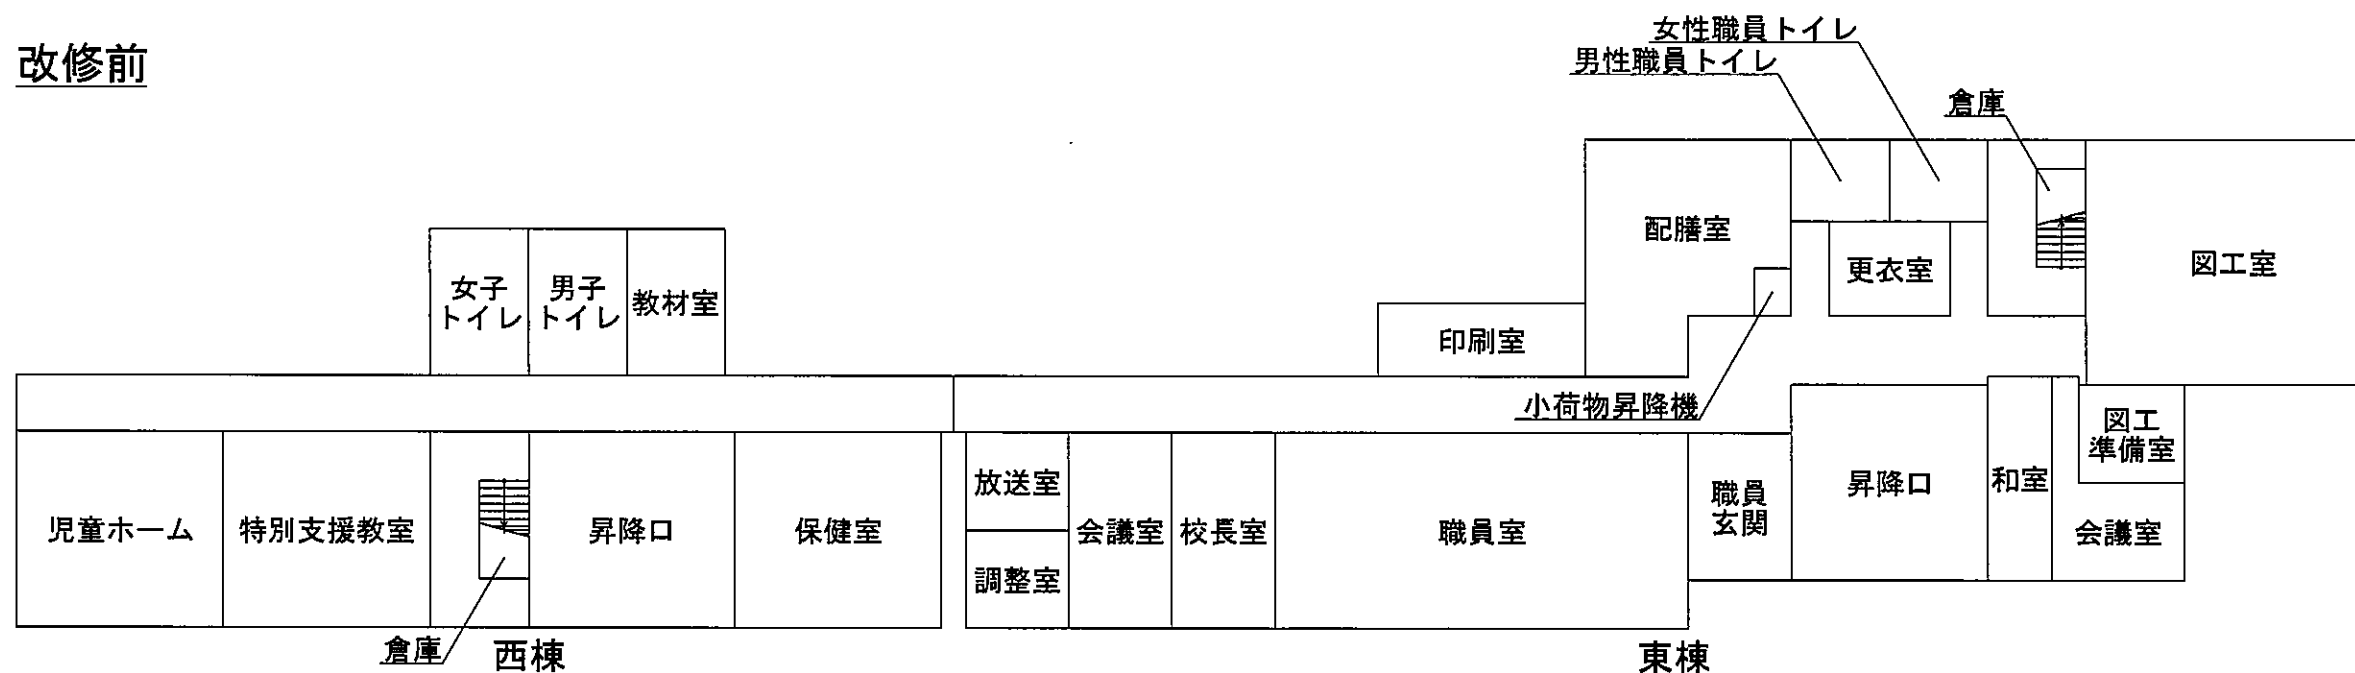 改修前
女性職員トイレ
男性職員トイレ
倉庫
配膳室
更衣室
図工室
女子
トイレ
男子
トイレ
教材室
印刷室
小荷物昇降機
図工
準備室
児童ホーム
特別支援教室
昇降口
保健室
放送室
調整室
会議室
校長室
職員室
職員
玄関
昇降口
和室
会議室
倉庫
西棟
東棟